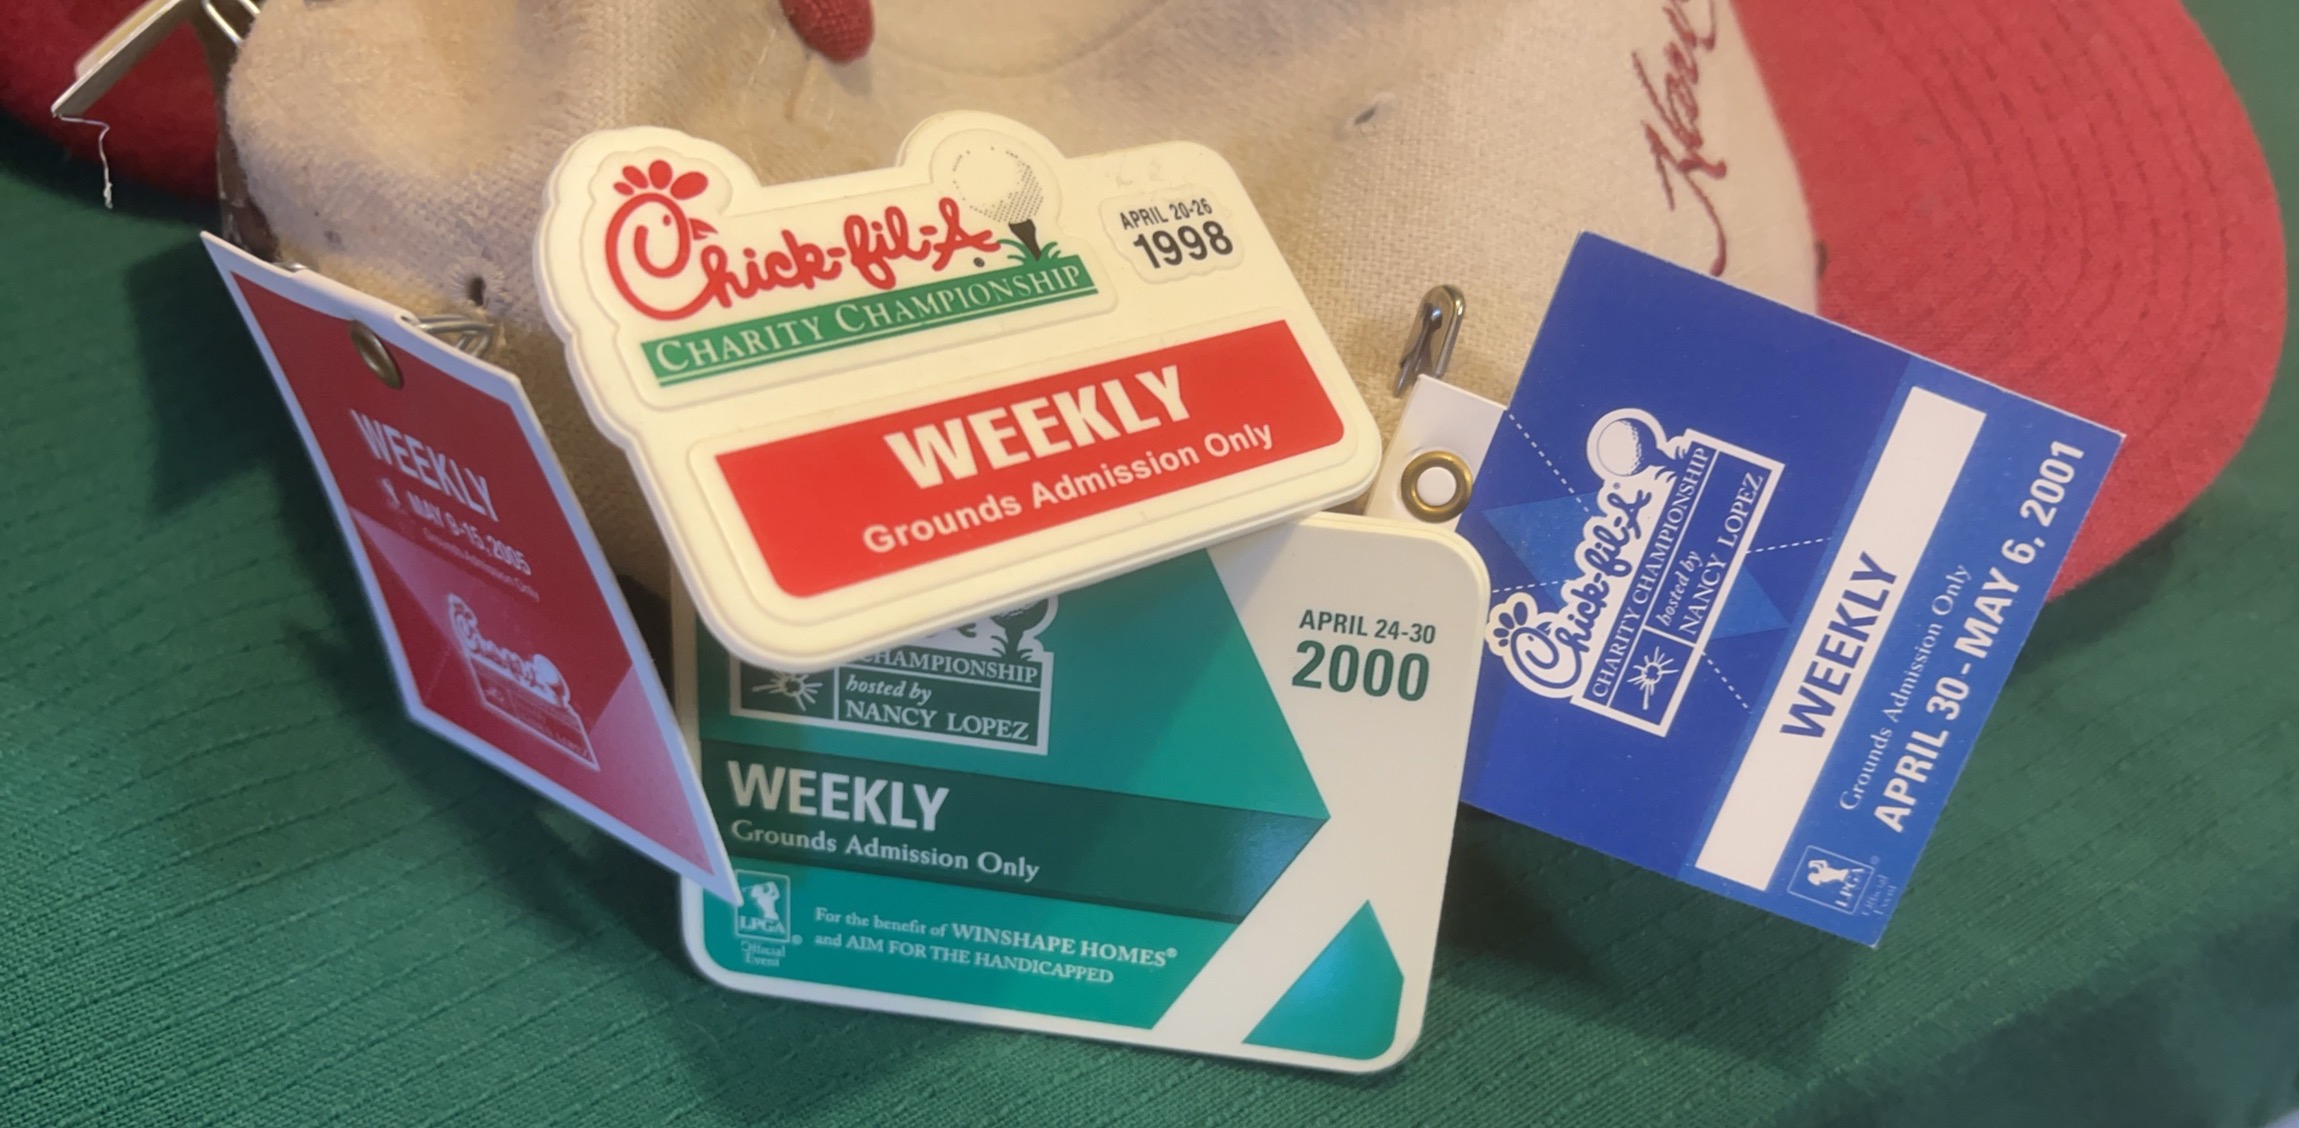 WEEKLY
MAY 9-15, 2005
Grounds Admission Only
Chick-fil-A
CHARITY CHAMPIONSHIP
APRIL 20-26
1998
WEEKLY
Grounds Admission Only
CHAMPIONSHIP
hosted by
NANCY LOPEZ
APRIL 24-30
2000
WEEKLY
Grounds Admission Only
LPGA®
Official
Event
For the benefit of WINSHAPE HOMES®
and AIM FOR THE HANDICAPPED
Chick-fil-A®
CHARITY CHAMPIONSHIP
hosted by
NANCY LOPEZ
WEEKLY
Grounds Admission Only
APRIL 30 - MAY 6, 2001
LPGA®
Official
Event